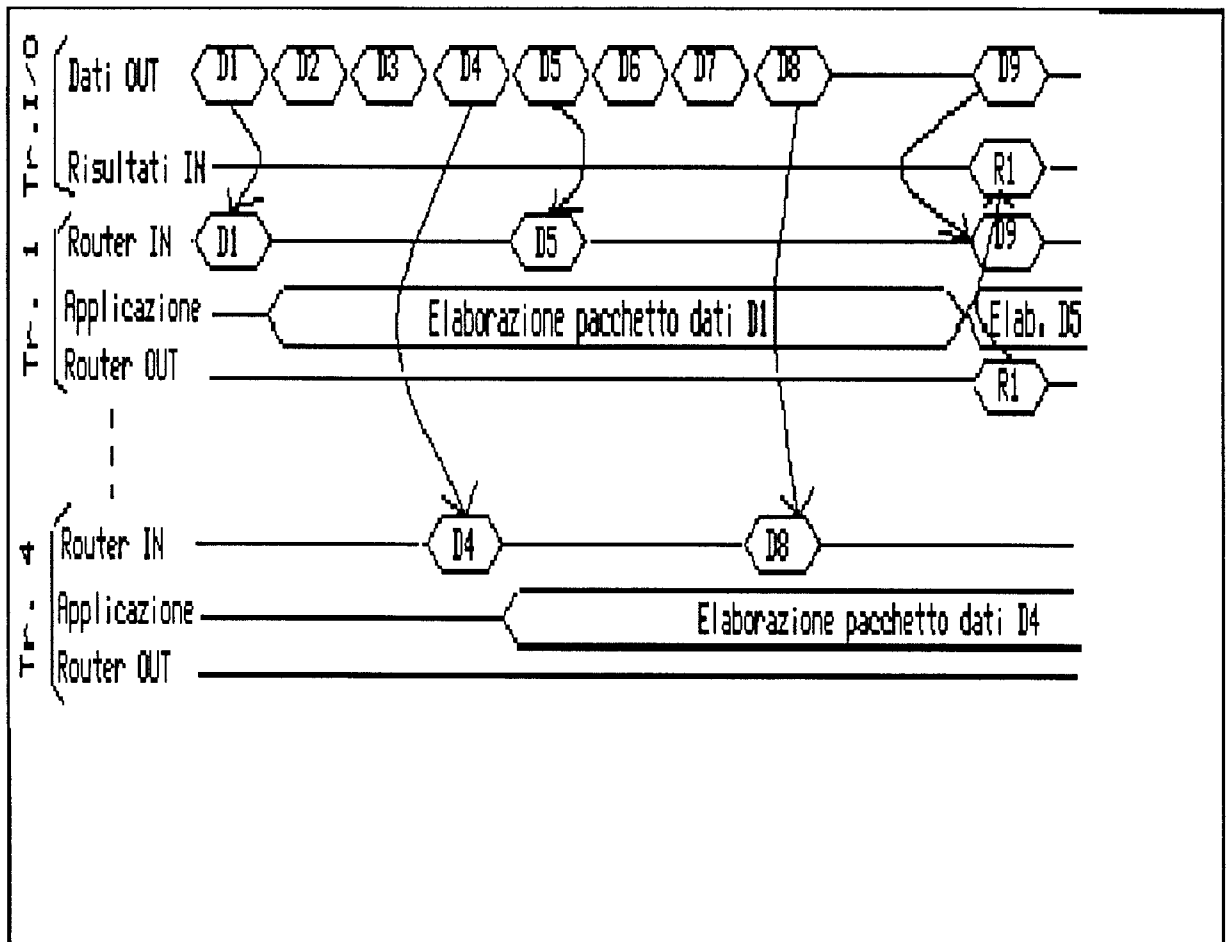 Tr. I/O
Dati OUT D1 D2 D3 D4 D5 D6 D7 D8 D9
Risultati IN R1
Tr. 1
Router IN D1 D5 D9
Applicazione Elaborazione pacchetto dati D1 Elab. D5
Router OUT R1
Tr. 4
Router IN D4 D8
Applicazione Elaborazione pacchetto dati D4
Router OUT